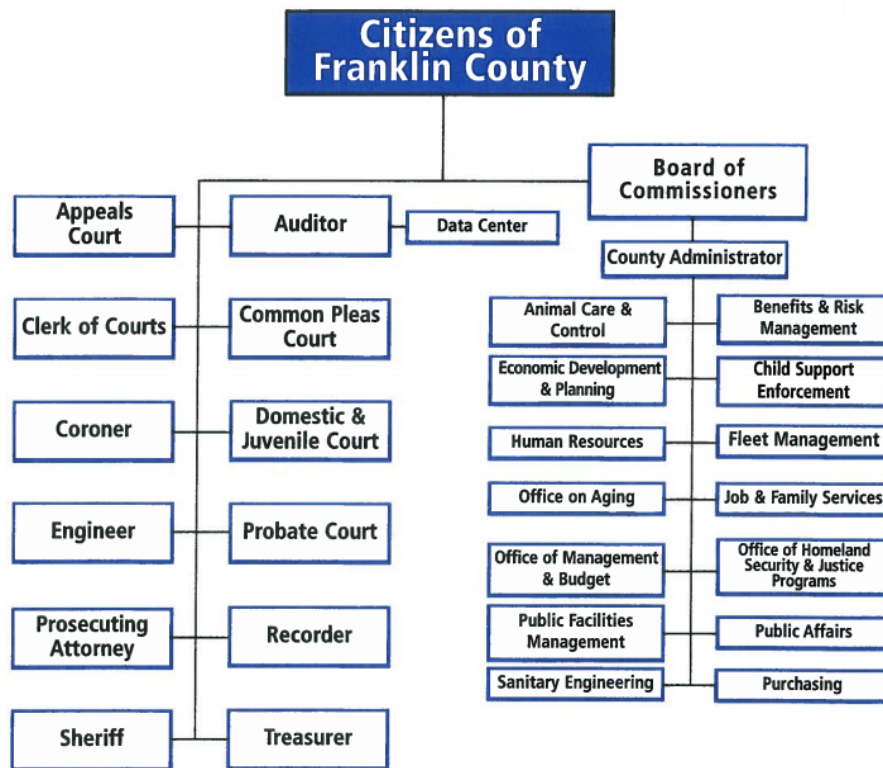 Citizens of
Franklin County
Board of
Commissioners
Appeals
Court
Auditor
Data Center
County Administrator
Clerk of Courts
Common Pleas
Court
Animal Care &
Control
Benefits & Risk
Management
Economic Development
& Planning
Child Support
Enforcement
Coroner
Domestic &
Juvenile Court
Human Resources
Fleet Management
Office on Aging
Job & Family Services
Engineer
Probate Court
Office of Management
& Budget
Office of Homeland
Security & Justice
Programs
Prosecuting
Attorney
Recorder
Public Facilities
Management
Public Affairs
Sanitary Engineering
Purchasing
Sheriff
Treasurer